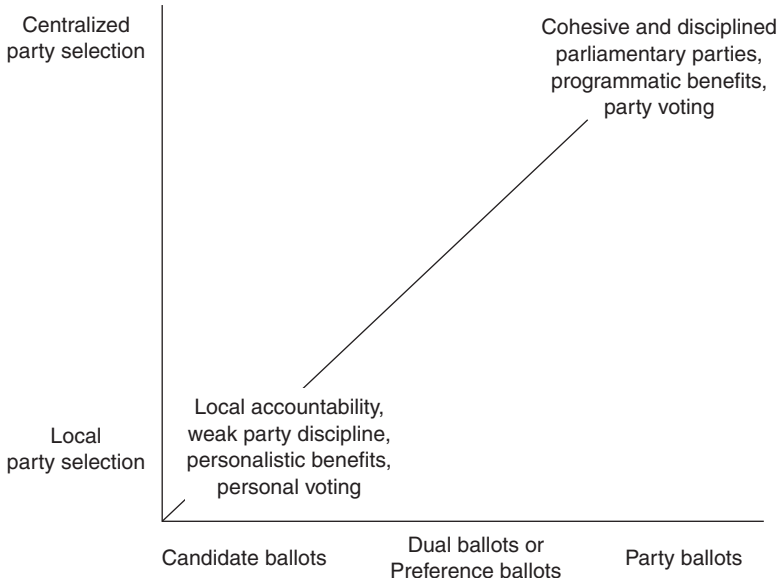 Centralized
party selection
Cohesive and disciplined
parliamentary parties,
programmatic benefits,
party voting
Local accountability,
weak party discipline,
personalistic benefits,
personal voting
Local
party selection
Candidate ballots
Dual ballots or
Preference ballots
Party ballots